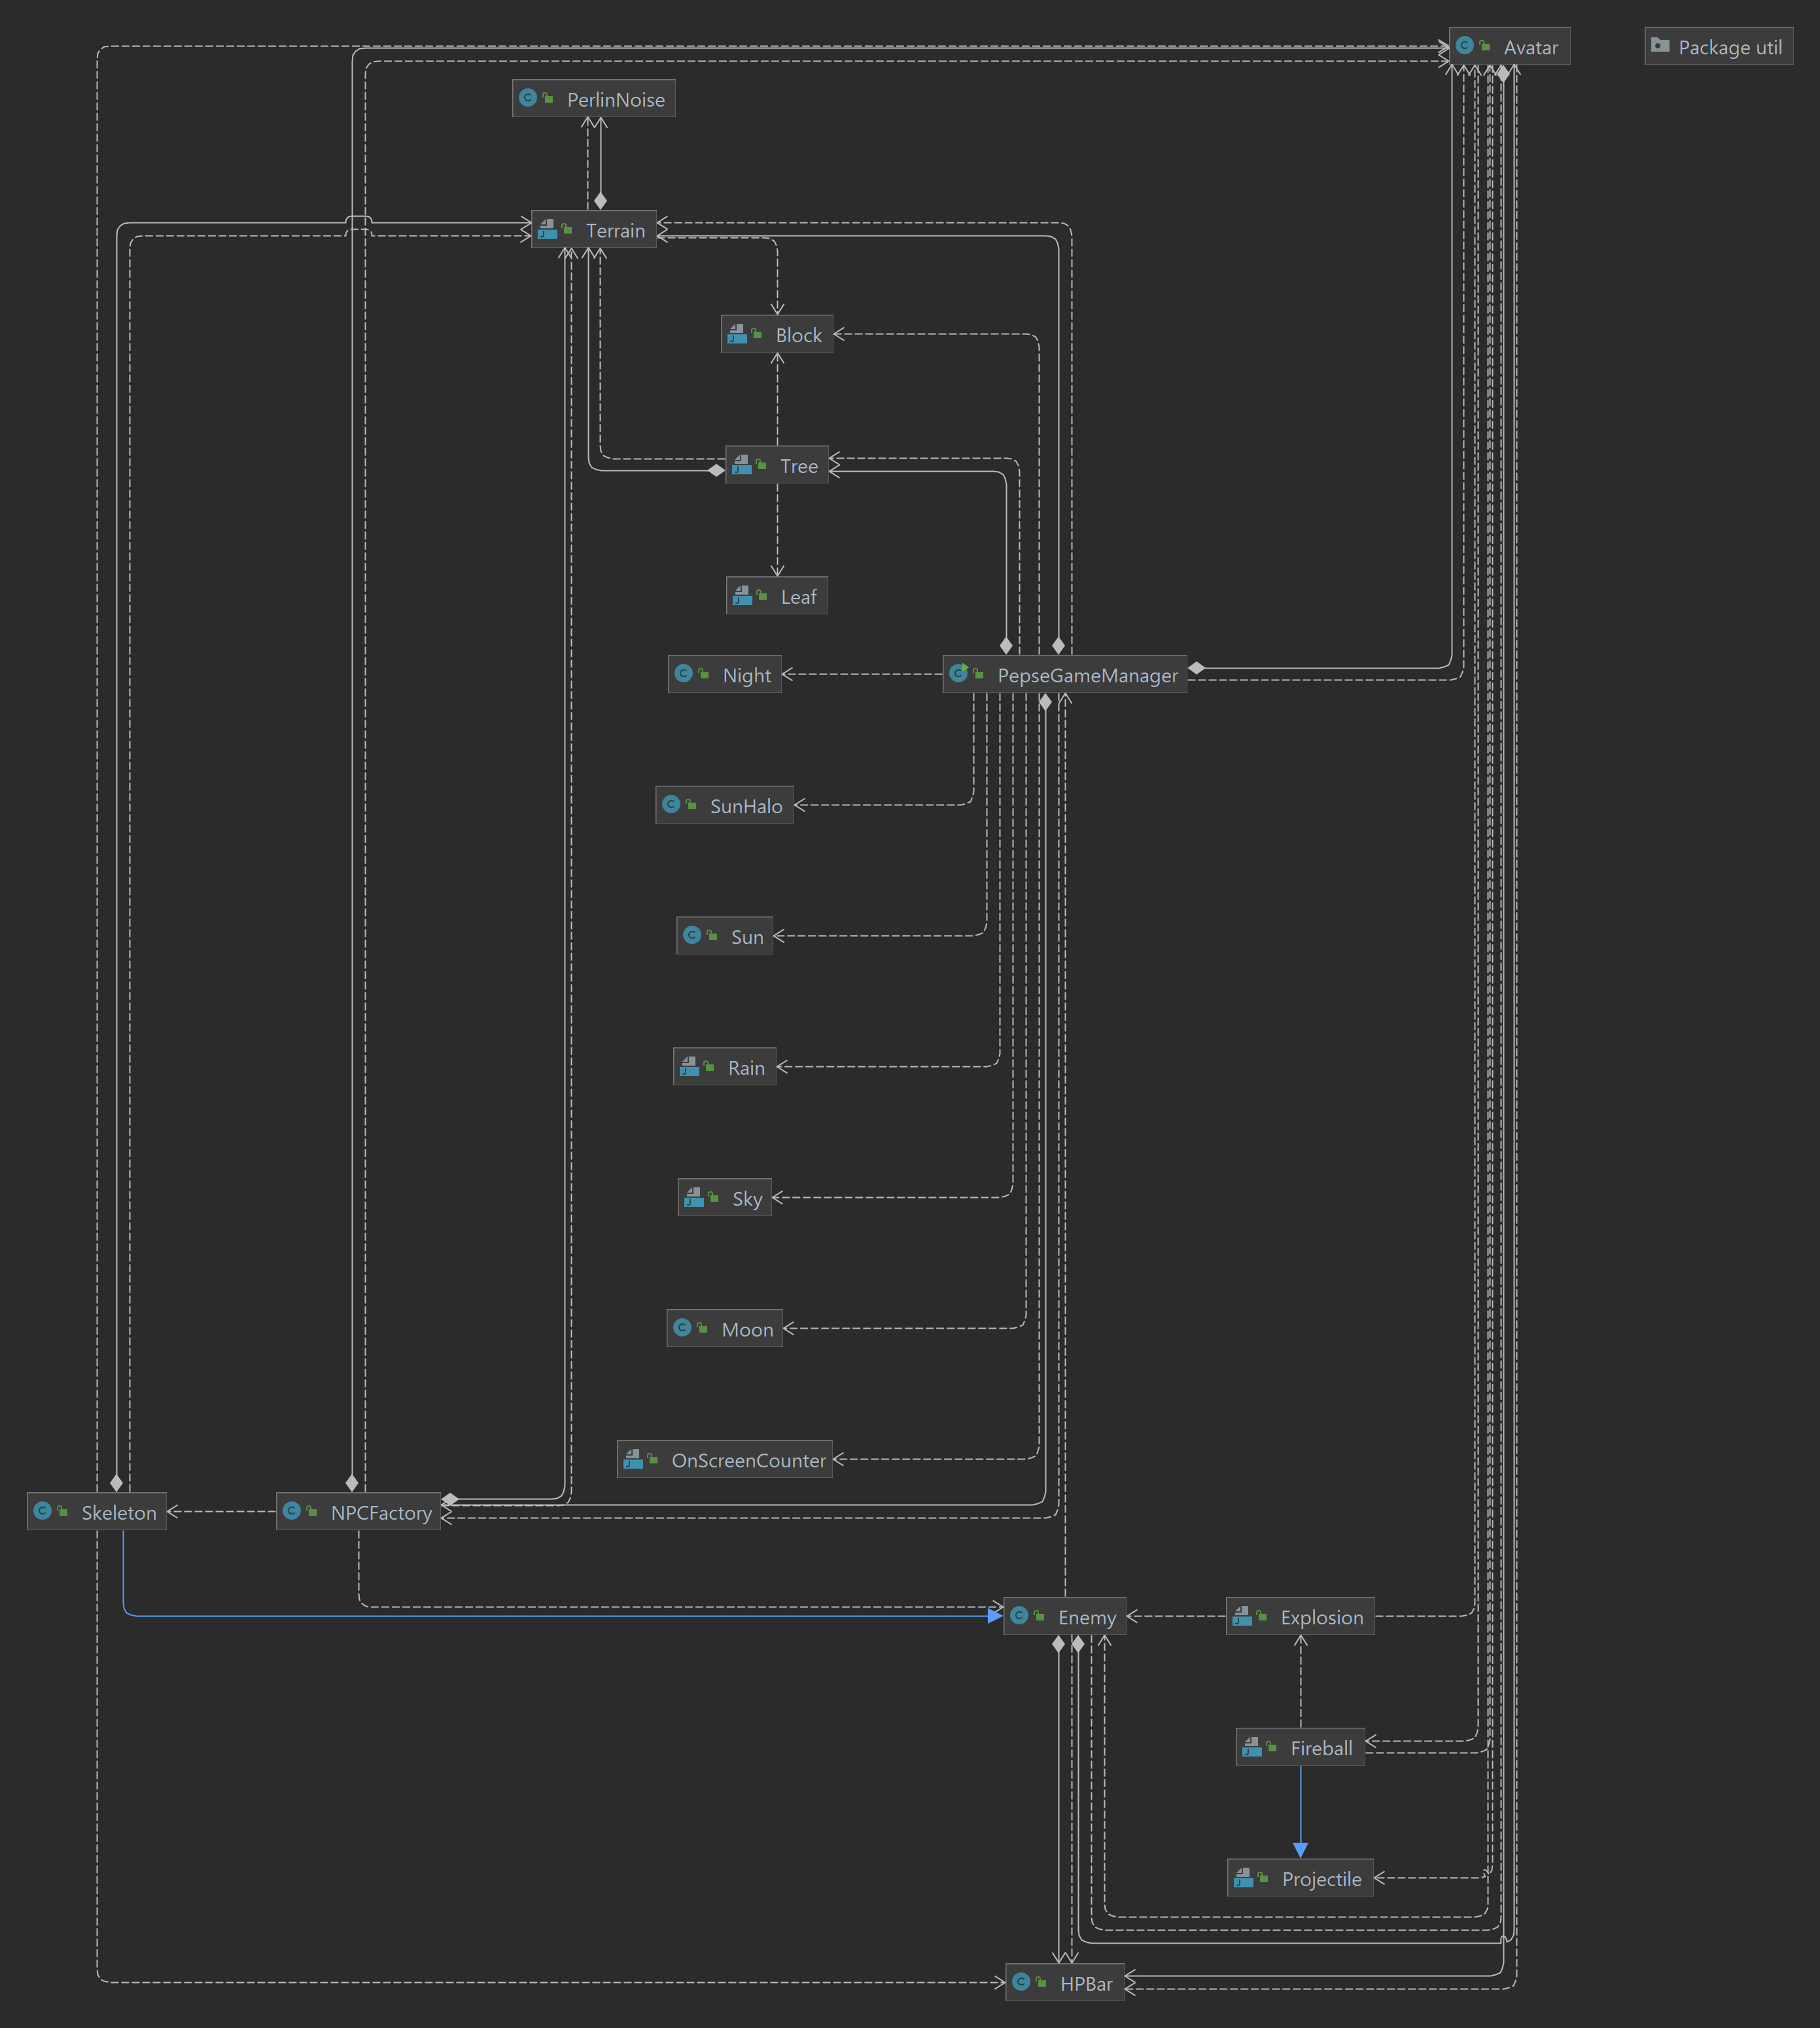 Avatar
Package util
PerlinNoise
Terrain
Block
Tree
Leaf
Night
PepseGameManager
SunHalo
Sun
Rain
Sky
Moon
OnScreenCounter
Skeleton
NPCFactory
Enemy
Explosion
Fireball
Projectile
HPBar